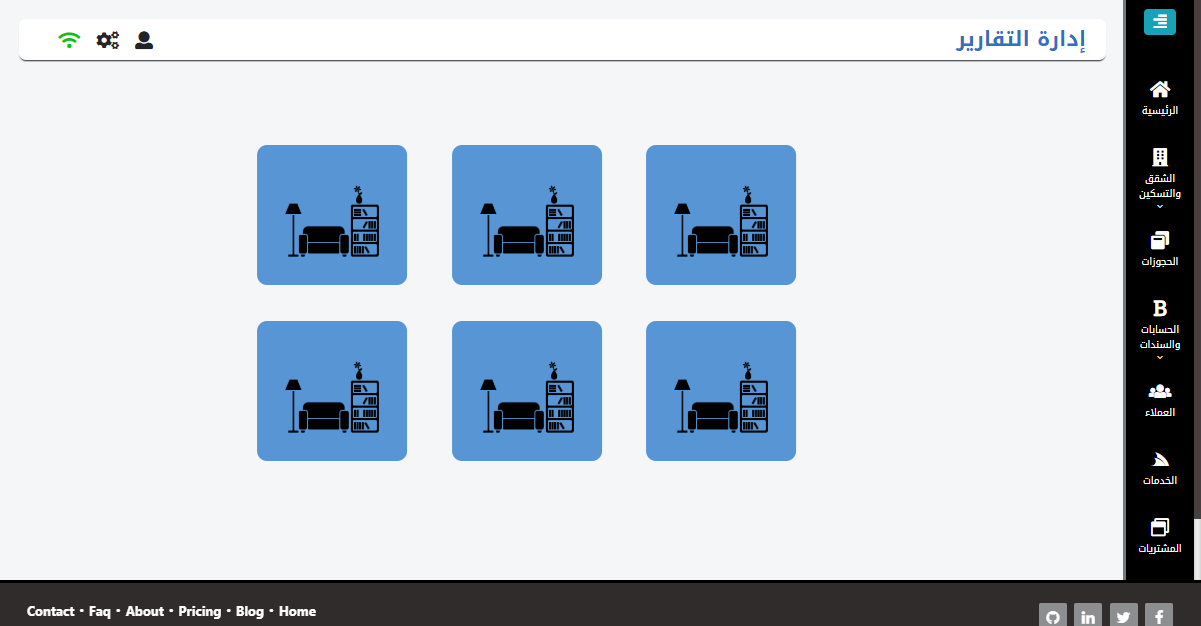 إدارة التقارير
الرئيسية
الشقق
والتسكين
الحجوزات
الحسابات
والسندات
العملاء
الخدمات
المشتريات
Contact • Faq • About • Pricing • Blog • Home